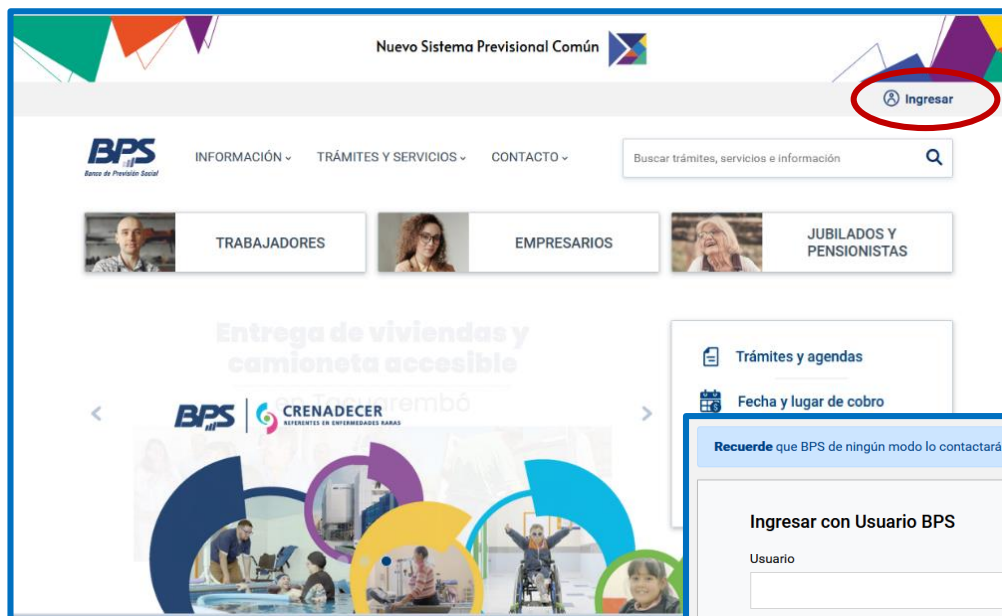 Nuevo Sistema Previsional Común
Ingresar
BPS
Banco de Previsión Social
INFORMACIÓN
TRÁMITES Y SERVICIOS
CONTACTO
Buscar trámites, servicios e información
TRABAJADORES
EMPRESARIOS
JUBILADOS Y
PENSIONISTAS
Entrega de viviendas y
camioneta accesible
en Tacuarembó
BPS
CRENADECER
REFERENTES EN ENFERMEDADES RARAS
Trámites y agendas
Fecha y lugar de cobro
Recuerde que BPS de ningún modo lo contactará
Ingresar con Usuario BPS
Usuario